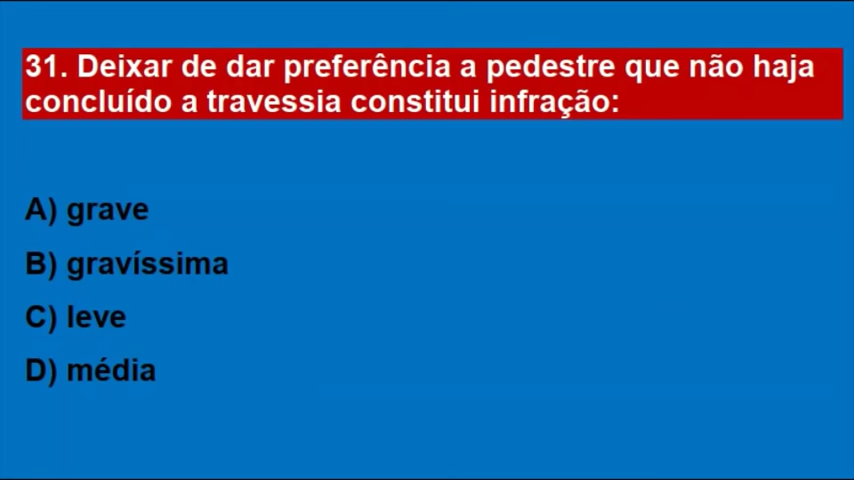 31. Deixar de dar preferência a pedestre que não haja
concluído a travessia constitui infração:
A) grave
B) gravíssima
C) leve
D) média